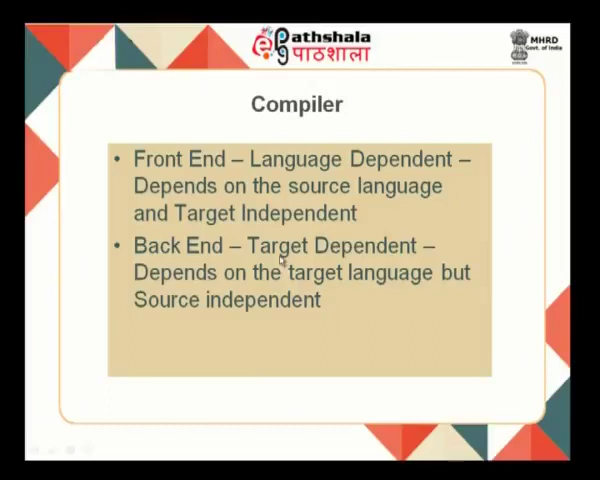 Pathshala
पाठशाला
MHRD
Govt. of India
Compiler
• Front End – Language Dependent –
Depends on the source language
and Target Independent
• Back End – Target Dependent –
Depends on the target language but
Source independent